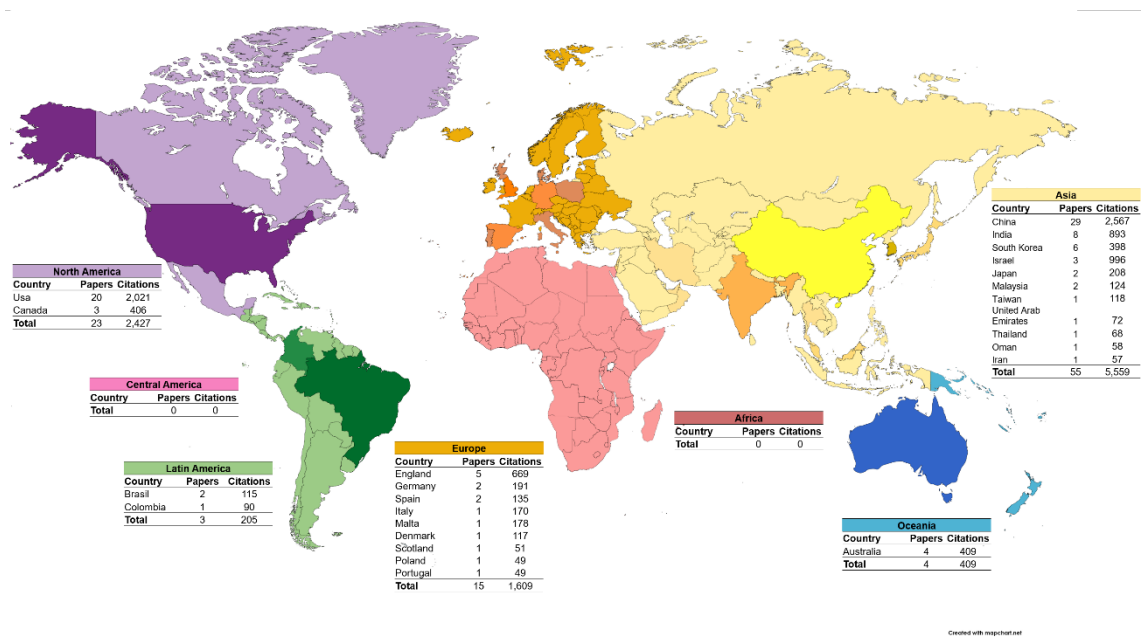 North America
Country Papers Citations
Usa 20 2,021
Canada 3 406
Total 23 2,427
Central America
Country Papers Citations
Total 0 0
Latin America
Country Papers Citations
Brasil 2 115
Colombia 1 90
Total 3 205
Europe
Country Papers Citations
England 5 669
Germany 2 191
Spain 2 135
Italy 1 170
Malta 1 178
Denmark 1 117
Scotland 1 51
Poland 1 49
Portugal 1 49
Total 15 1,609
Africa
Country Papers Citations
Total 0 0
Asia
Country Papers Citations
China 29 2,567
India 8 893
South Korea 6 398
Israel 3 996
Japan 2 208
Malaysia 2 124
Taiwan 1 118
United Arab
Emirates 1 72
Thailand 1 68
Oman 1 58
Iran 1 57
Total 55 5,559
Oceania
Country Papers Citations
Australia 4 409
Total 4 409
Created with mapchart.net